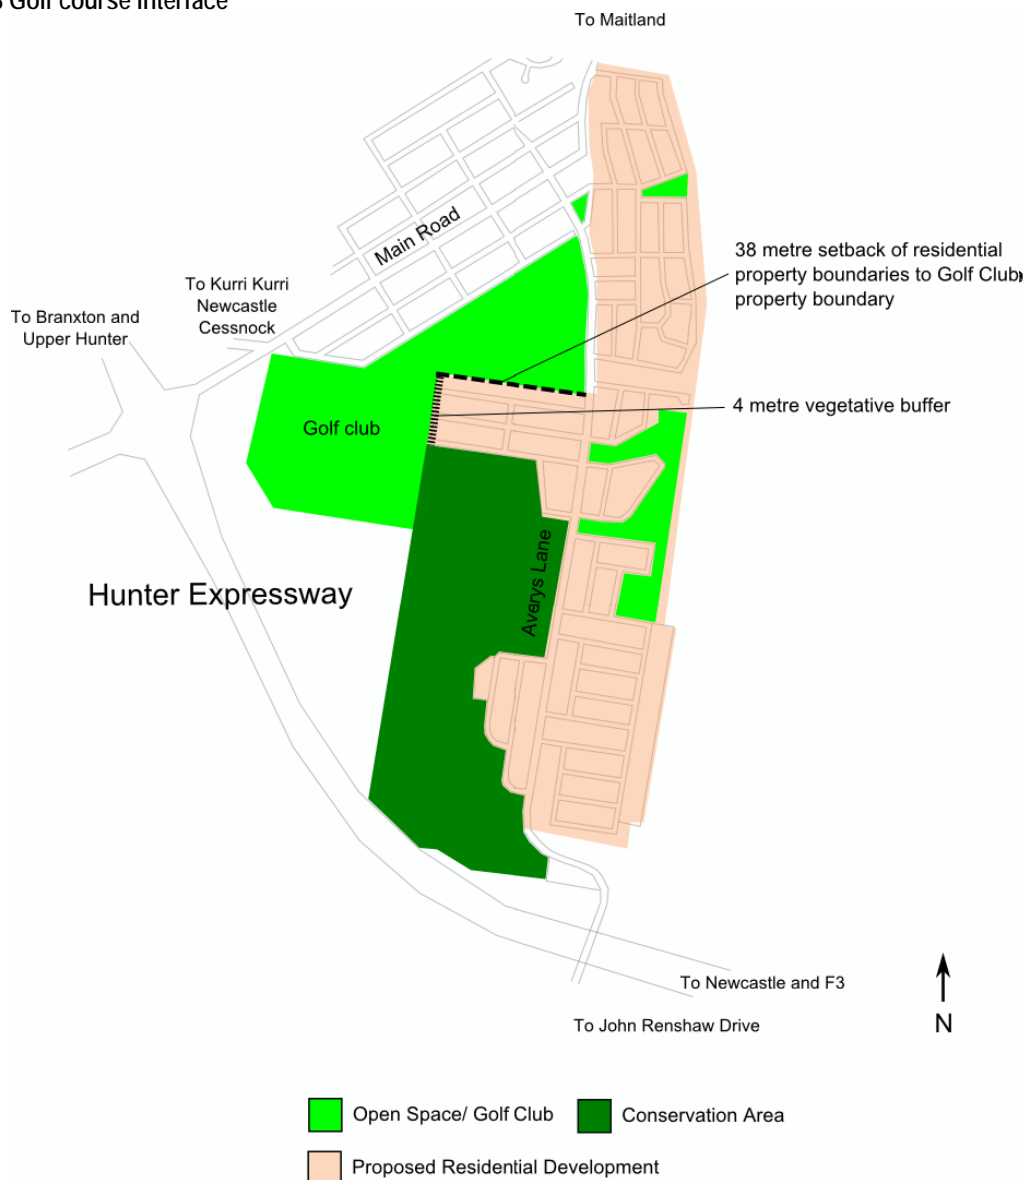 Golf course interface
To Maitland
Main Road
38 metre setback of residential
property boundaries to Golf Club
property boundary
To Kurri Kurri
Newcastle
Cessnock
To Branxton and
Upper Hunter
4 metre vegetative buffer
Golf club
Averys Lane
Hunter Expressway
To Newcastle and F3
To John Renshaw Drive
N
Open Space/ Golf Club
Conservation Area
Proposed Residential Development